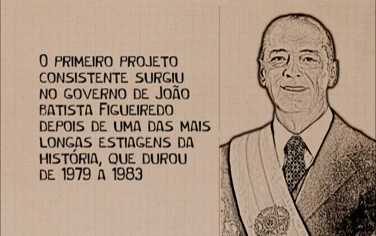 O PRIMEIRO PROJETO
CONSISTENTE SURGIU
NO GOVERNO DE JOÃO
BATISTA FIGUEIREDO
DEPOIS DE UMA DAS MAIS
LONGAS ESTIAGENS DA
HISTÓRIA, QUE DUROU
DE 1979 A 1983